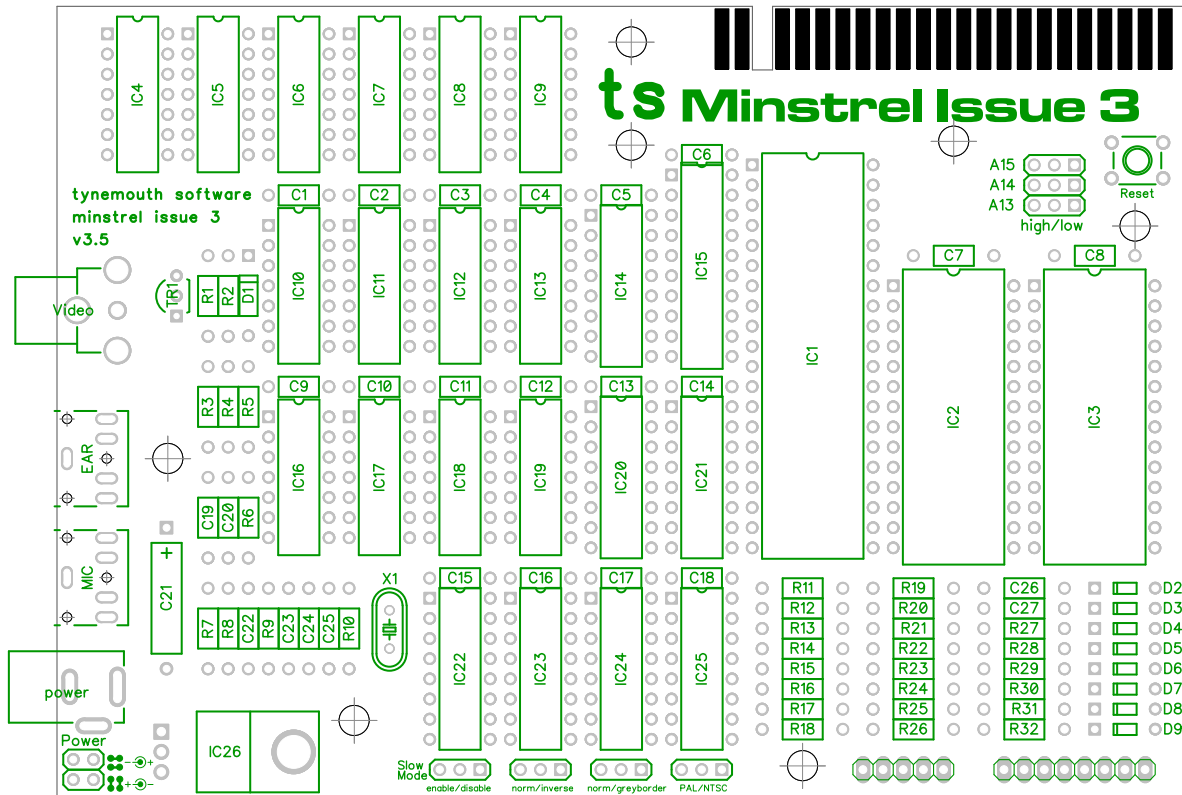 IC4 IC5 IC6 IC7 IC8 IC9
ts Minstrel Issue 3
C6
A15
A14
A13
high/low
Reset
tynemouth software
minstrel issue 3
v3.5
C1 C2 C3 C4 C5
IC10 IC11 IC12 IC13 IC14 IC15
C7 C8
Video
TR1
R1 R2 D1
IC1
C9 C10 C11 C12 C13 C14
R3 R4 R5
IC2 IC3
EAR
IC16 IC17 IC18 IC19 IC20 IC21
C19 C20 R6
MIC
+
C21
X1
C15 C16 C17 C18
R7 R8 C22 R9 C23 C24 C25 R10
IC22 IC23 IC24 IC25
R11 R19 C26 D2
R12 R20 C27 D3
R13 R21 R27 D4
R14 R22 R28 D5
R15 R23 R29 D6
R16 R24 R30 D7
R17 R25 R31 D8
R18 R26 R32 D9
power
Power
- +
+ -
IC26
Slow
Mode
enable/disable norm/inverse norm/greyborder PAL/NTSC